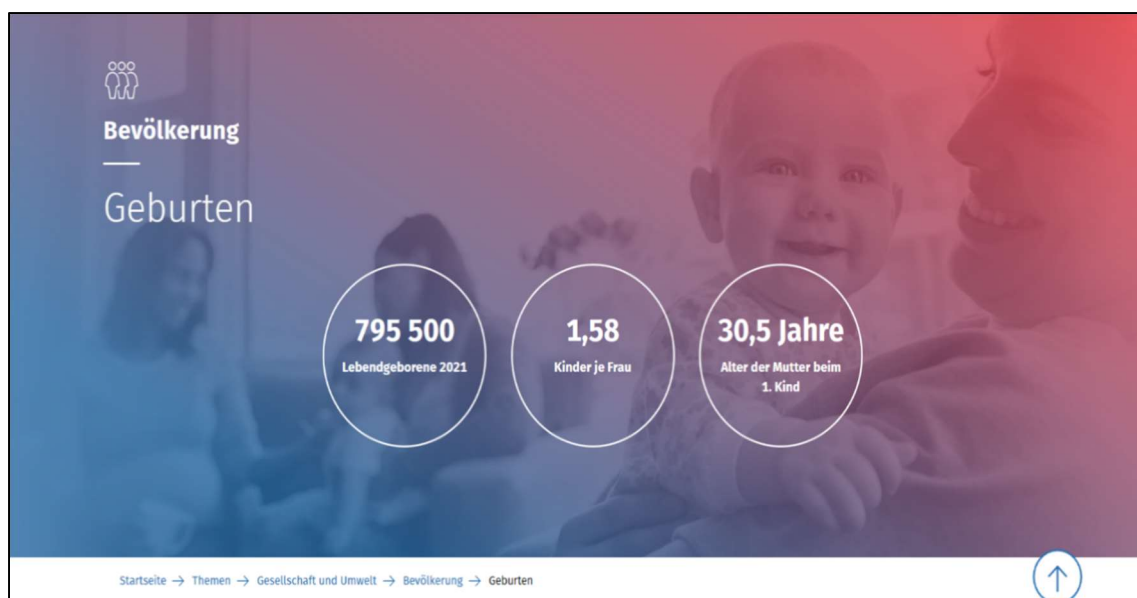 Bevölkerung
Geburten
795 500
Lebendgeborene 2021
1,58
Kinder je Frau
30,5 Jahre
Alter der Mutter beim
1. Kind
Startseite → Themen → Gesellschaft und Umwelt → Bevölkerung → Geburten